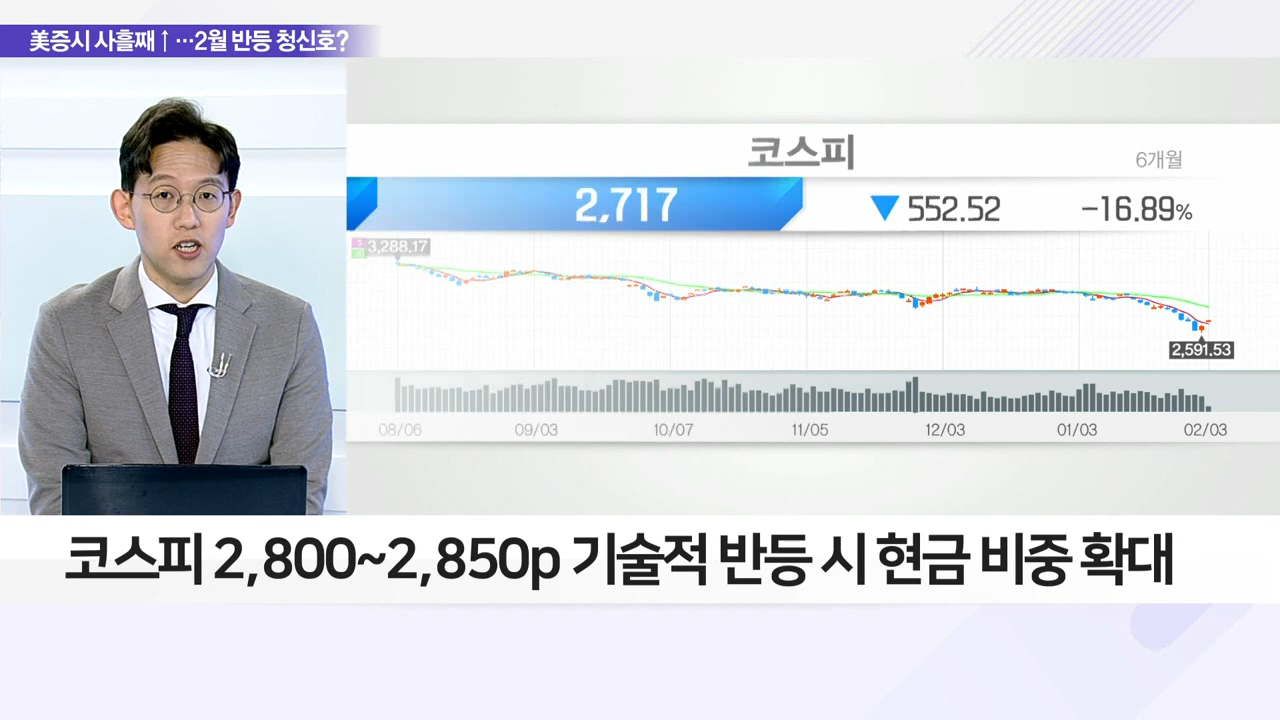 美증시 사흘째↑…2월 반등 청신호?
코스피
6개월
2,717 ▼ 552.52 -16.89%
3,288.17
2,591.53
08/06 09/03 10/07 11/05 12/03 01/03 02/03
코스피 2,800~2,850p 기술적 반등 시 현금 비중 확대